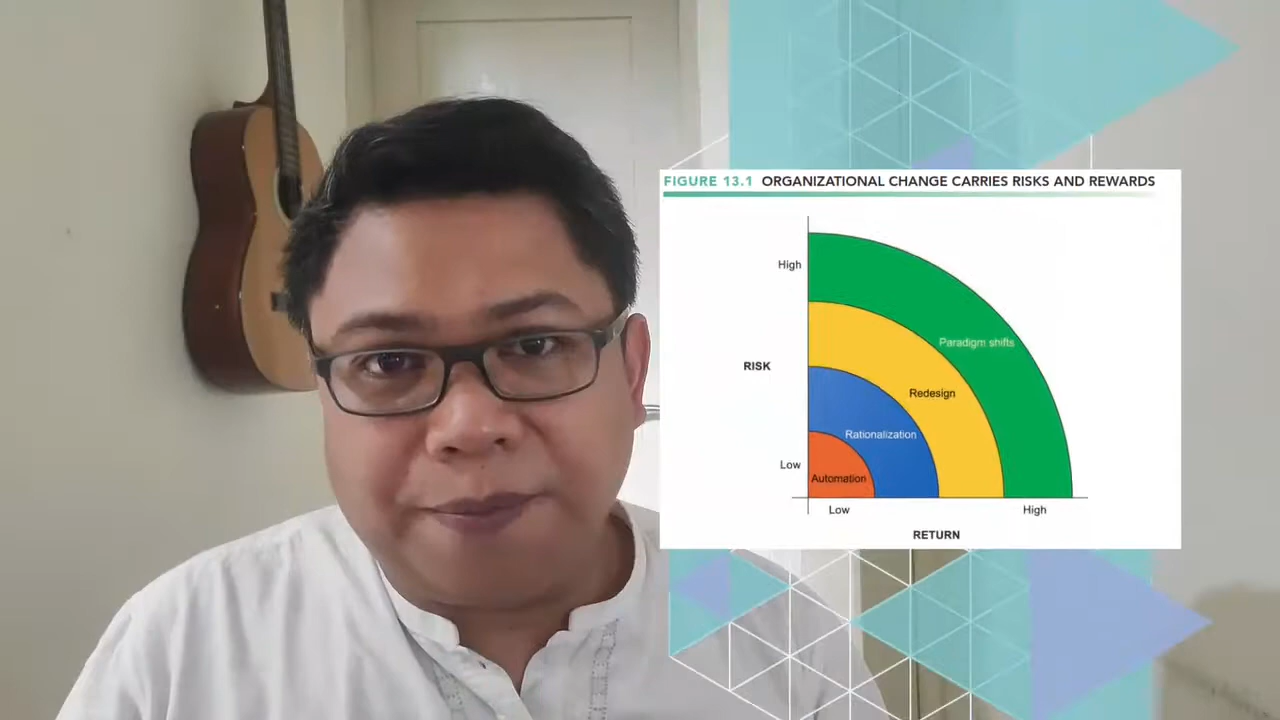 FIGURE 13.1 ORGANIZATIONAL CHANGE CARRIES RISKS AND REWARDS
High
Paradigm shifts
RISK
Redesign
Rationalization
Low
Automation
Low
High
RETURN